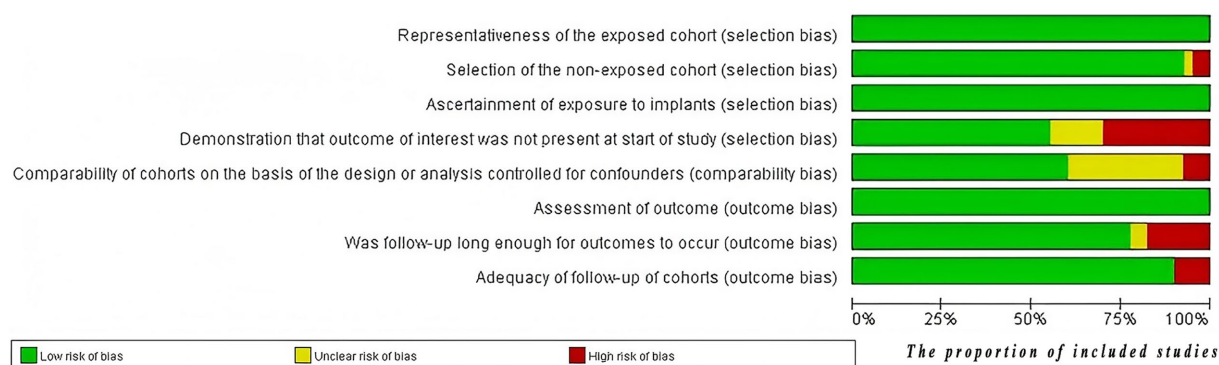 Representativeness of the exposed cohort (selection bias)
Selection of the non-exposed cohort (selection bias)
Ascertainment of exposure to implants (selection bias)
Demonstration that outcome of interest was not present at start of study (selection bias)
Comparability of cohorts on the basis of the design or analysis controlled for confounders (comparability bias)
Assessment of outcome (outcome bias)
Was follow-up long enough for outcomes to occur (outcome bias)
Adequacy of follow-up of cohorts (outcome bias)
0% 25% 50% 75% 100%
Low risk of bias Unclear risk of bias High risk of bias
The proportion of included studies